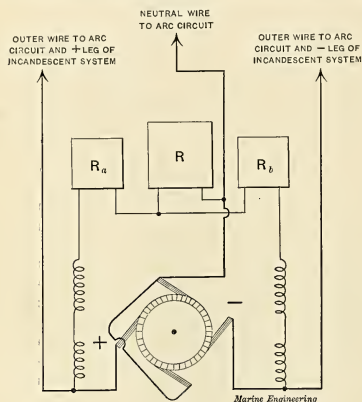 NEUTRAL WIRE
TO ARC CIRCUIT
OUTER WIRE TO ARC
CIRCUIT AND + LEG OF
INCANDESCENT SYSTEM
OUTER WIRE TO ARC
CIRCUIT AND − LEG OF
INCANDESCENT SYSTEM
Ra
R
Rb
+
−
Marine Engineering